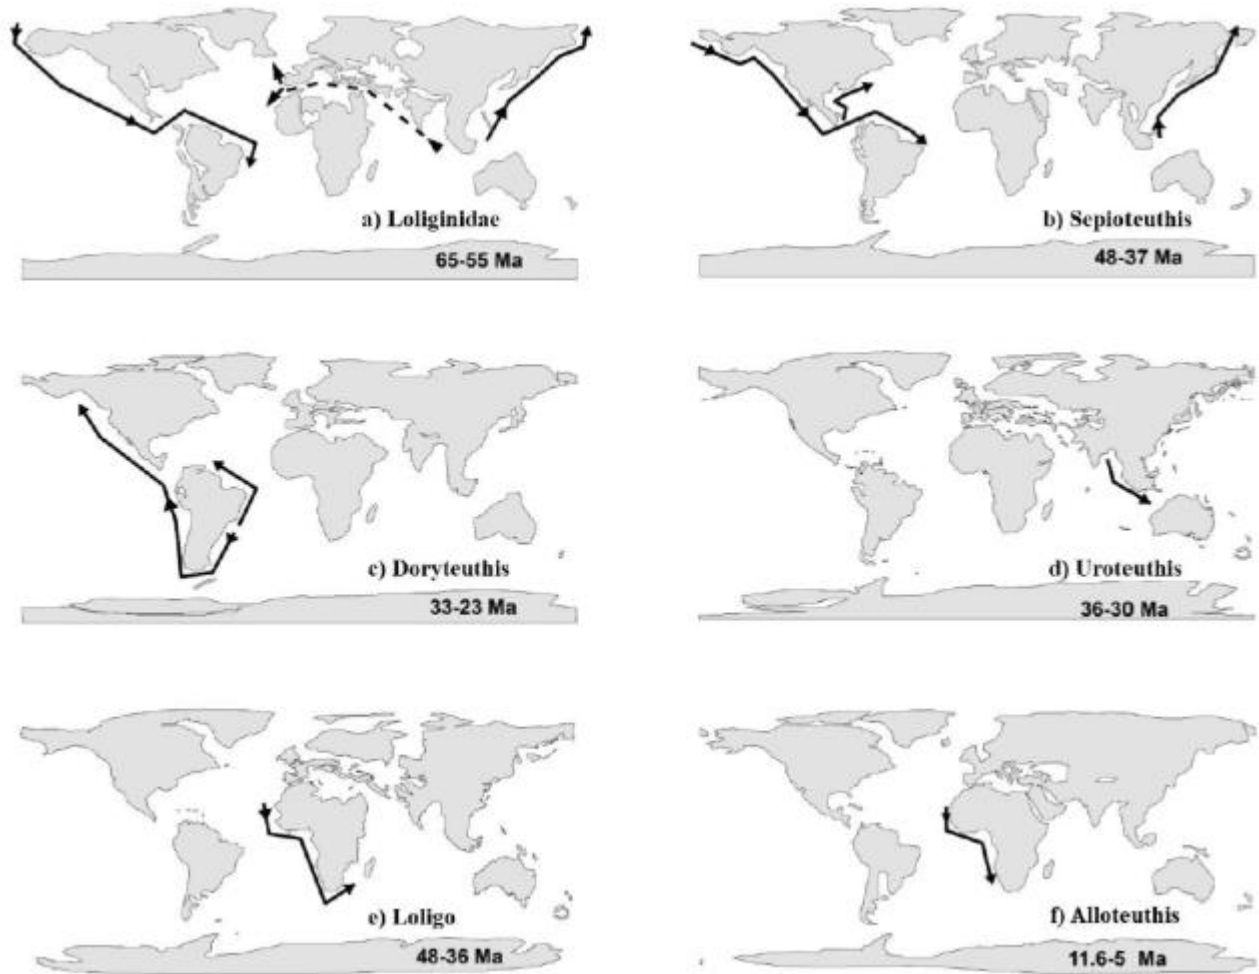 a) Loliginidae
65-55 Ma
b) Sepioteuthis
48-37 Ma
c) Doryteuthis
33-23 Ma
d) Uroteuthis
36-30 Ma
e) Loligo
48-36 Ma
f) Alloteuthis
11.6-5 Ma